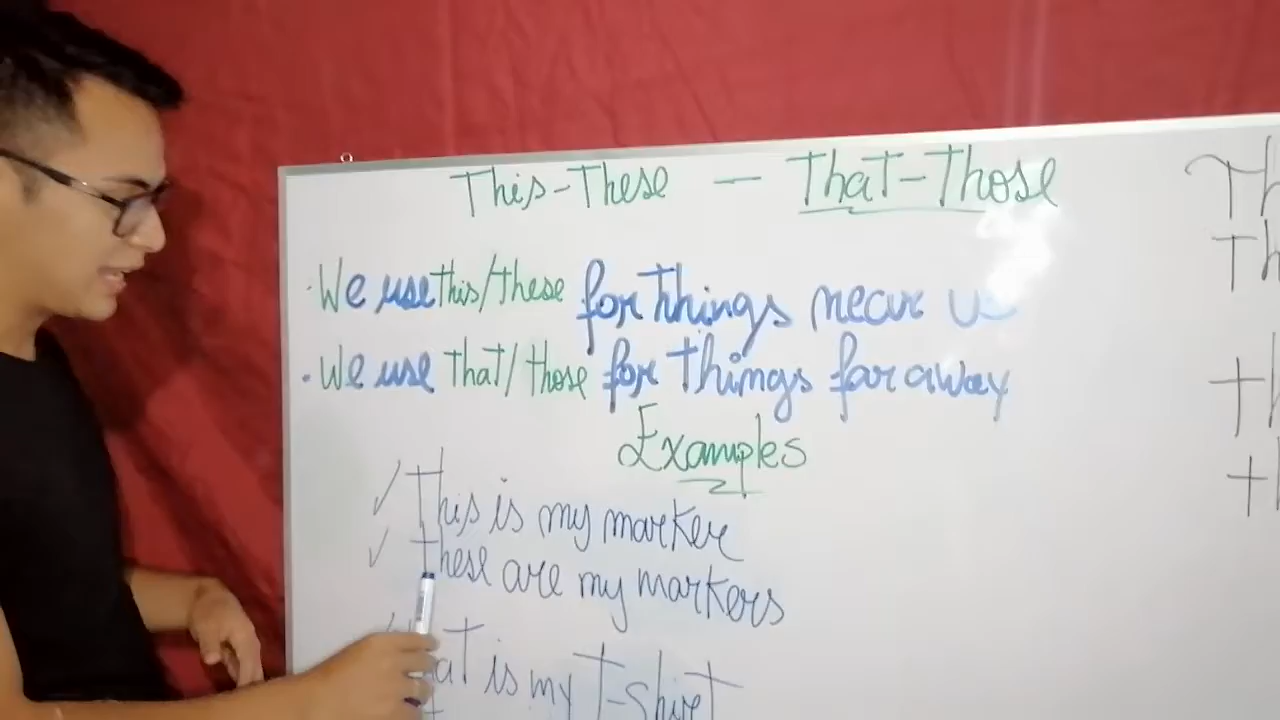 This-These — That-Those
· We use this/these for things near us
· We use that/those for things far away
Examples
✓ This is my marker
✓ These are my markers
is my T-shirt